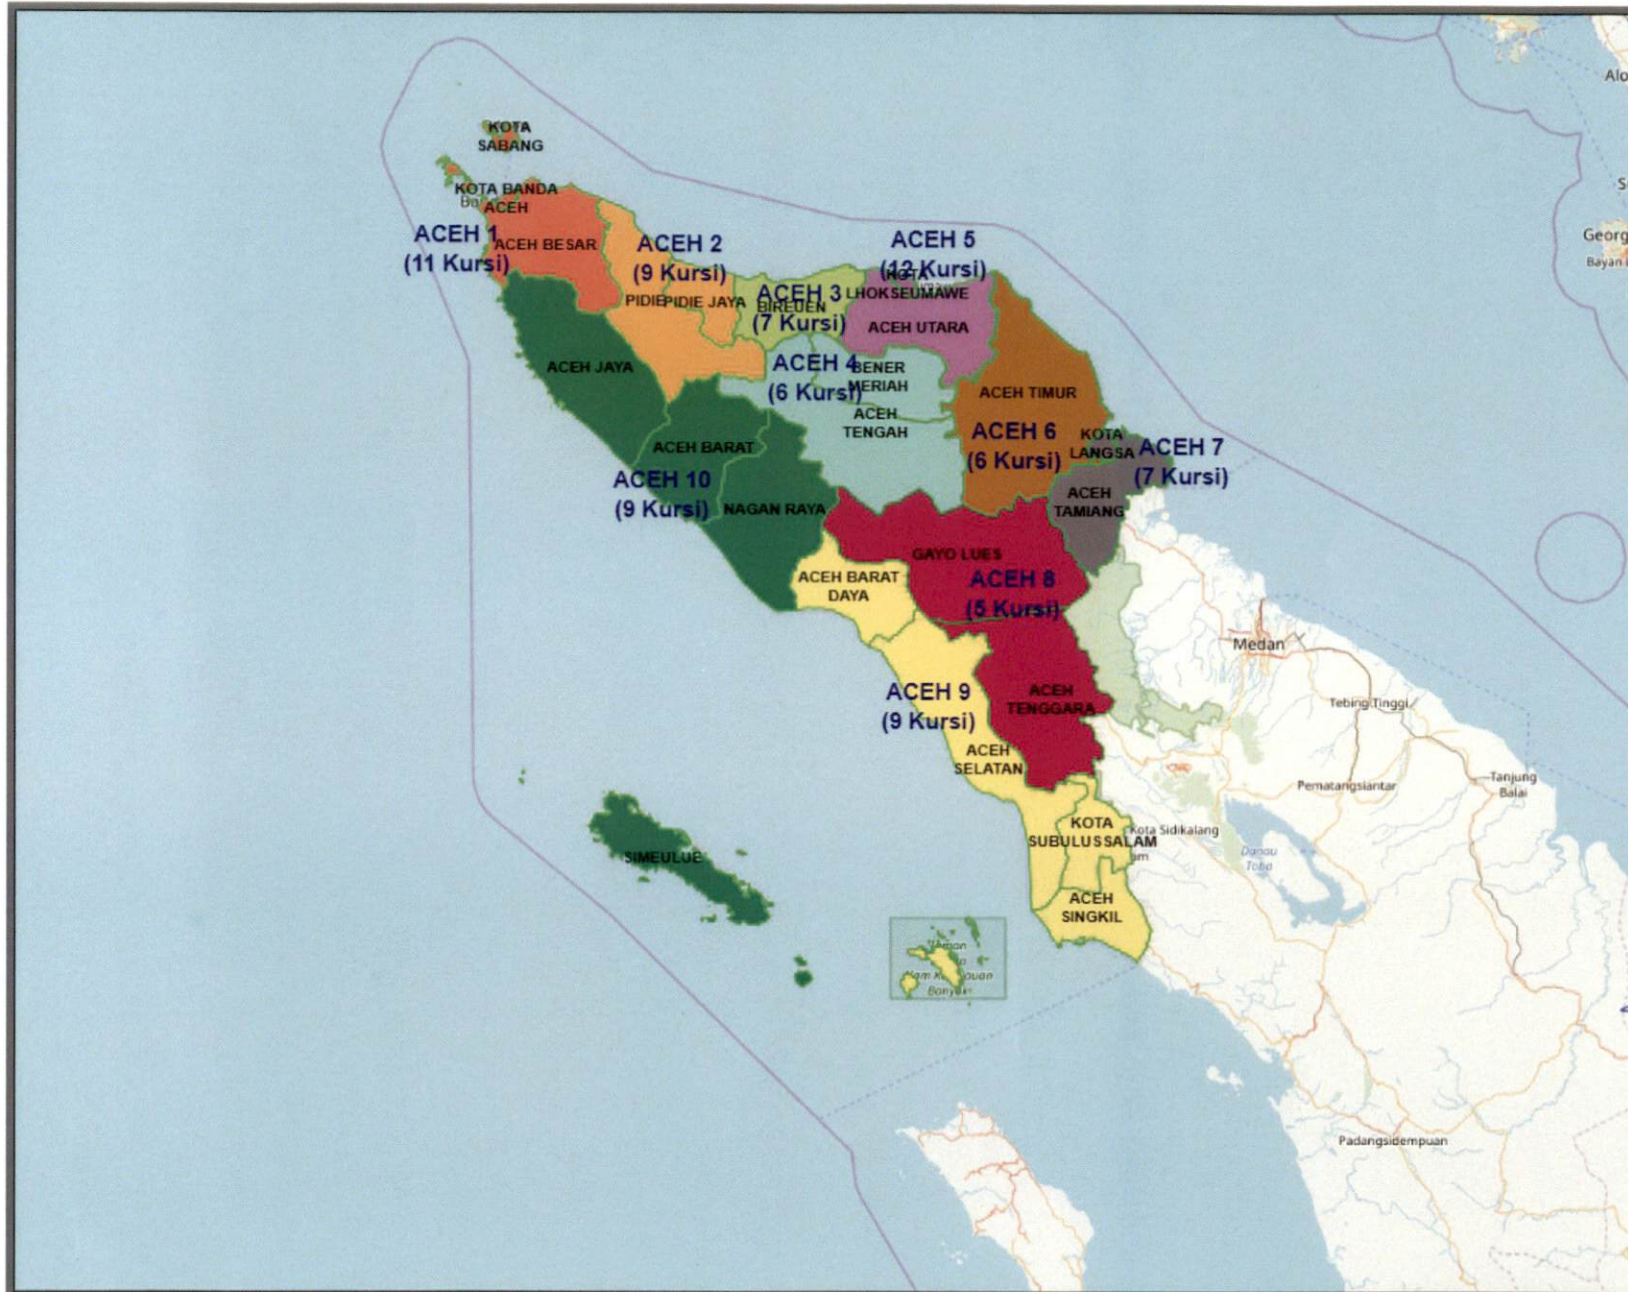 KOTA
SABANG
KOTA BANDA
ACEH
ACEH 1
(11 Kursi)
ACEH BESAR
ACEH 2
(9 Kursi)
PIDIE
PIDIE JAYA
ACEH 3
(7 Kursi)
BIREUEN
ACEH 5
(12 Kursi)
KOTA
LHOKSEUMAWE
ACEH UTARA
ACEH JAYA
ACEH 4
(6 Kursi)
BENER
MERIAH
ACEH
TENGAH
ACEH TIMUR
ACEH 6
(6 Kursi)
KOTA
LANGSA
ACEH 7
(7 Kursi)
ACEH
TAMIANG
ACEH BARAT
ACEH 10
(9 Kursi)
NAGAN RAYA
GAYO LUES
ACEH 8
(5 Kursi)
ACEH BARAT
DAYA
ACEH 9
(9 Kursi)
ACEH
TENGGARA
ACEH
SELATAN
KOTA
SUBULUSSALAM
ACEH
SINGKIL
SIMEULUE
Banyak
Medan
Tebing Tinggi
Pematangsiantar
Tanjung
Balai
Kota Sidikalang
Danau
Toba
Padangsidempuan